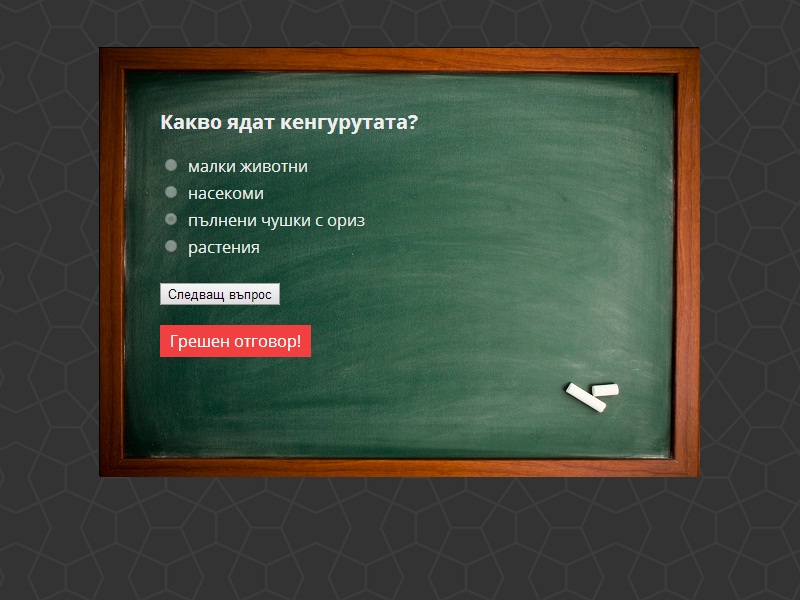 Какво ядат кенгурутата?
малки животни
насекоми
пълнени чушки с ориз
растения
Следващ въпрос
Грешен отговор!